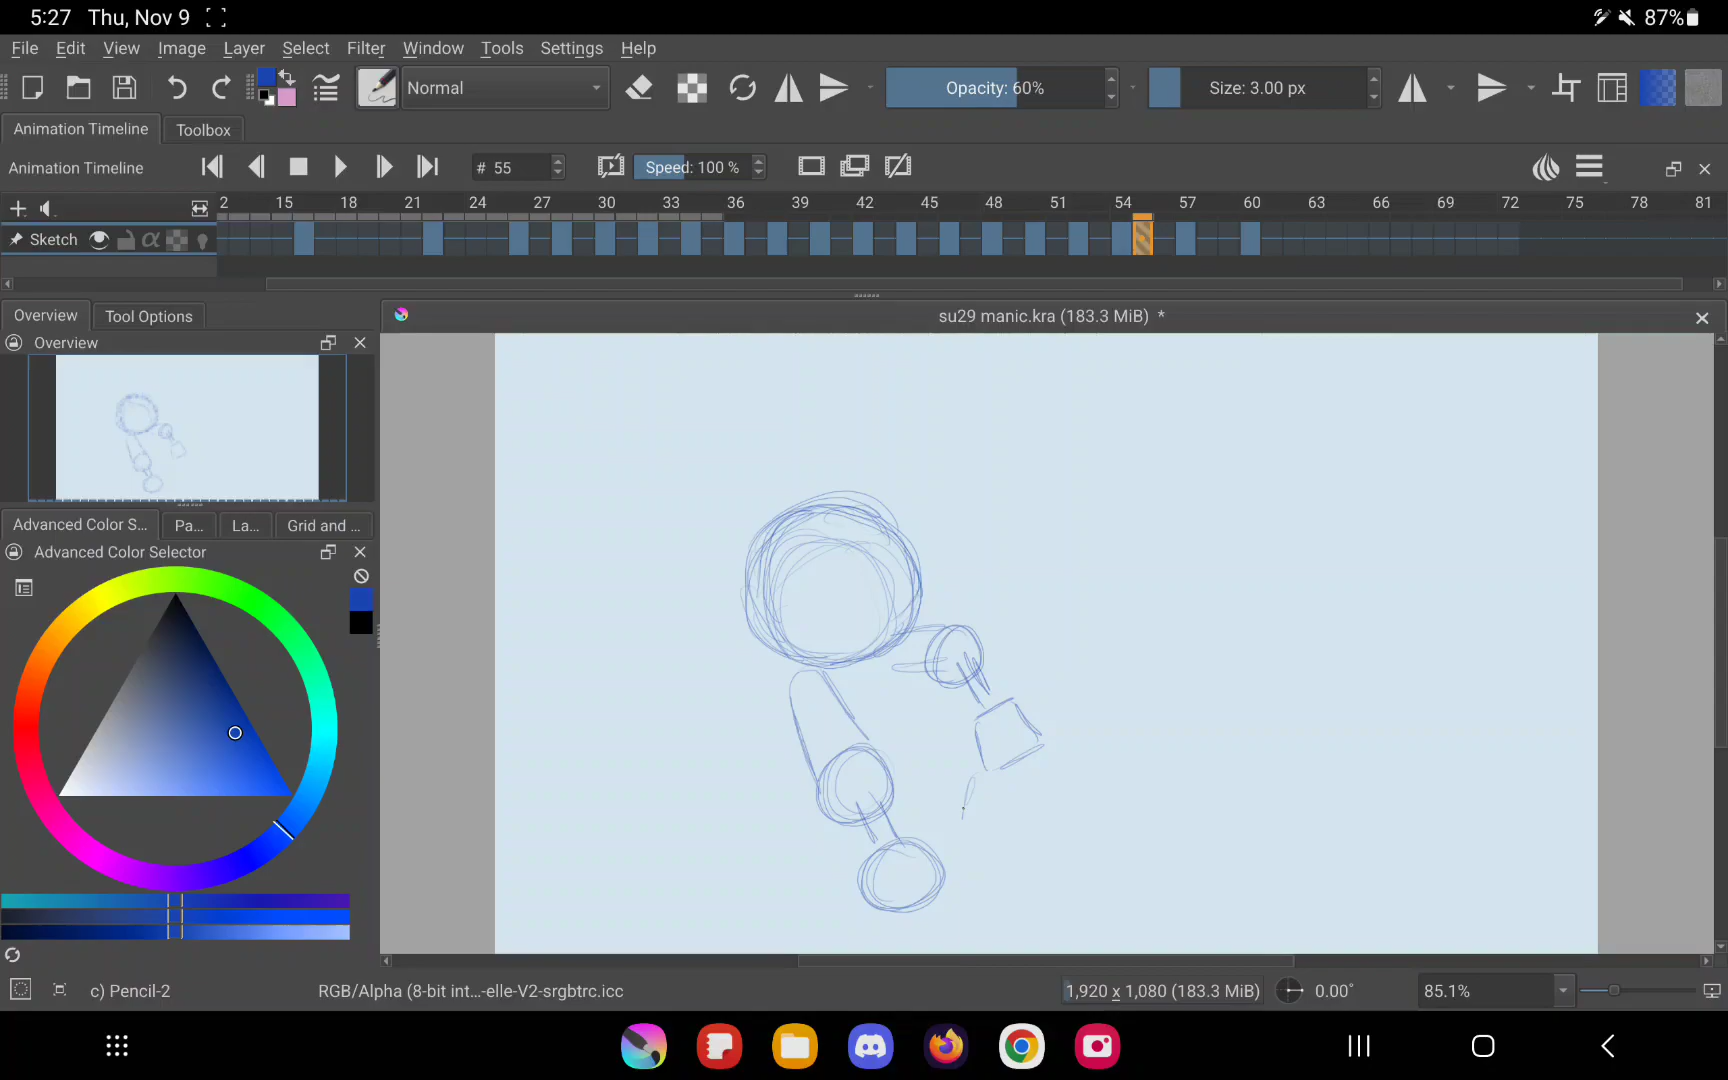 5:27 Thu, Nov 9 87%
File Edit View Image Layer Select Filter Window Tools Settings Help
Normal Opacity: 60% Size: 3.00 px
Animation Timeline Toolbox
Animation Timeline # 55 Speed: 100 %
2 15 18 21 24 27 30 33 36 39 42 45 48 51 54 57 60 63 66 69 72 75 78 81
Sketch α
Overview Tool Options su29 manic.kra (183.3 MiB) *
Overview
Advanced Color S... Pa... La... Grid and ...
Advanced Color Selector
c) Pencil-2 RGB/Alpha (8-bit int...-elle-V2-srgbtrc.icc 1,920 x 1,080 (183.3 MiB) 0.00° 85.1%